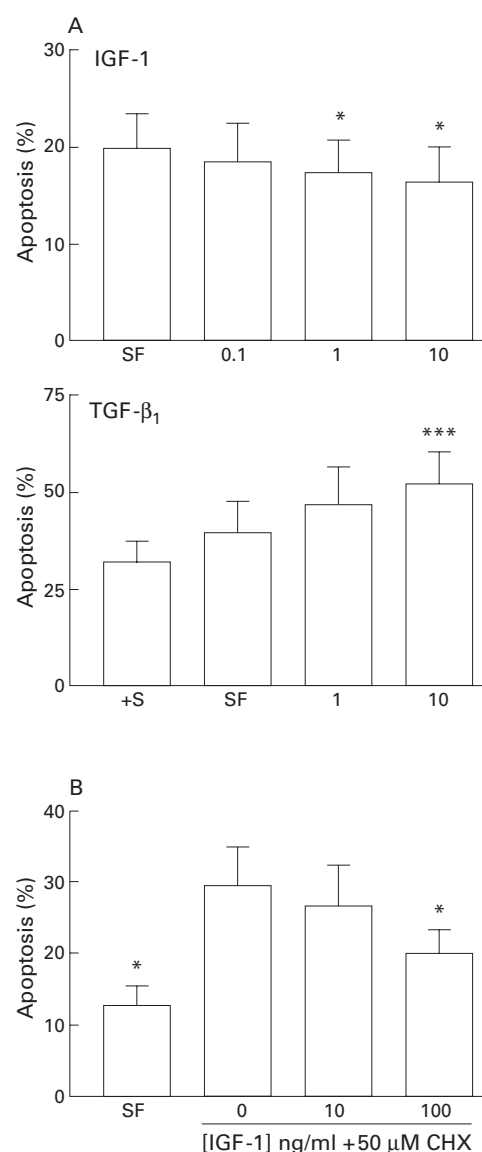 A
IGF-1
30
20
10
0
Apoptosis (%)
* *
SF 0.1 1 10
TGF-β₁
75
50
25
0
Apoptosis (%)
***
+S SF 1 10
B
40
30
20
10
0
Apoptosis (%)
* *
SF 0 10 100
[IGF-1] ng/ml +50 μM CHX